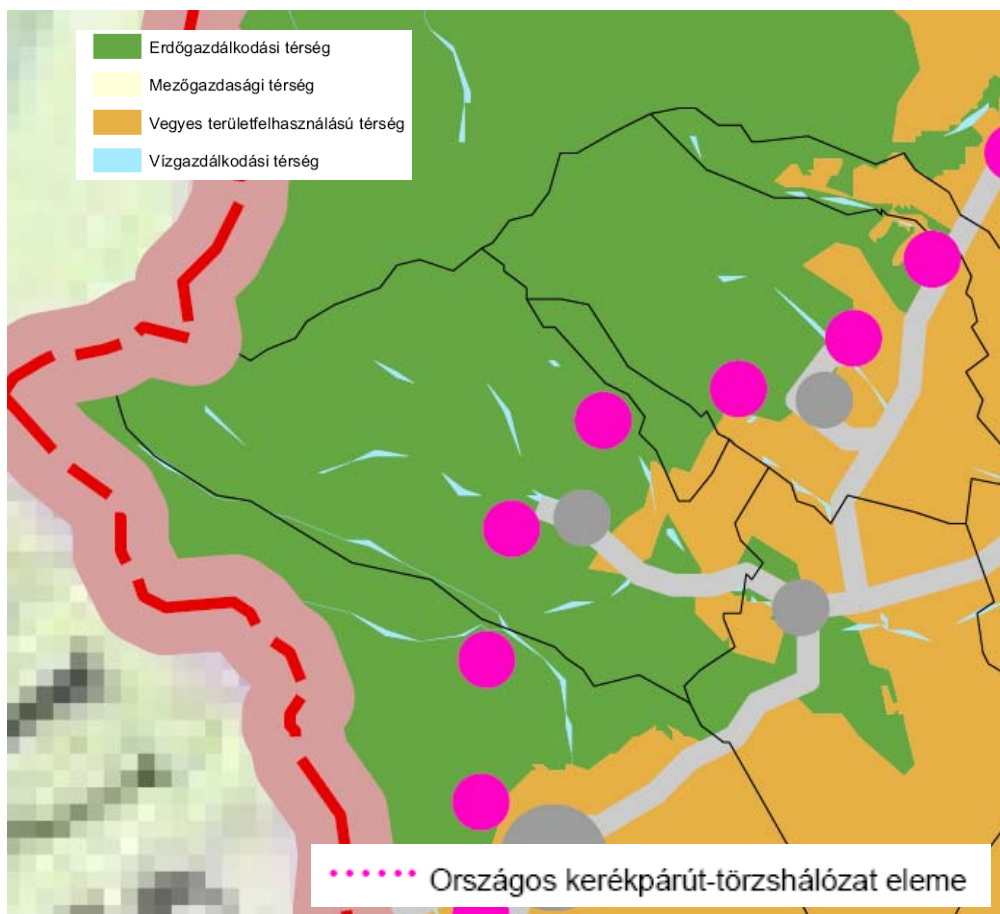 Erdőgazdálkodási térség
Mezőgazdasági térség
Vegyes területfelhasználású térség
Vízgazdálkodási térség
Országos kerékpárút-törzshálózat eleme